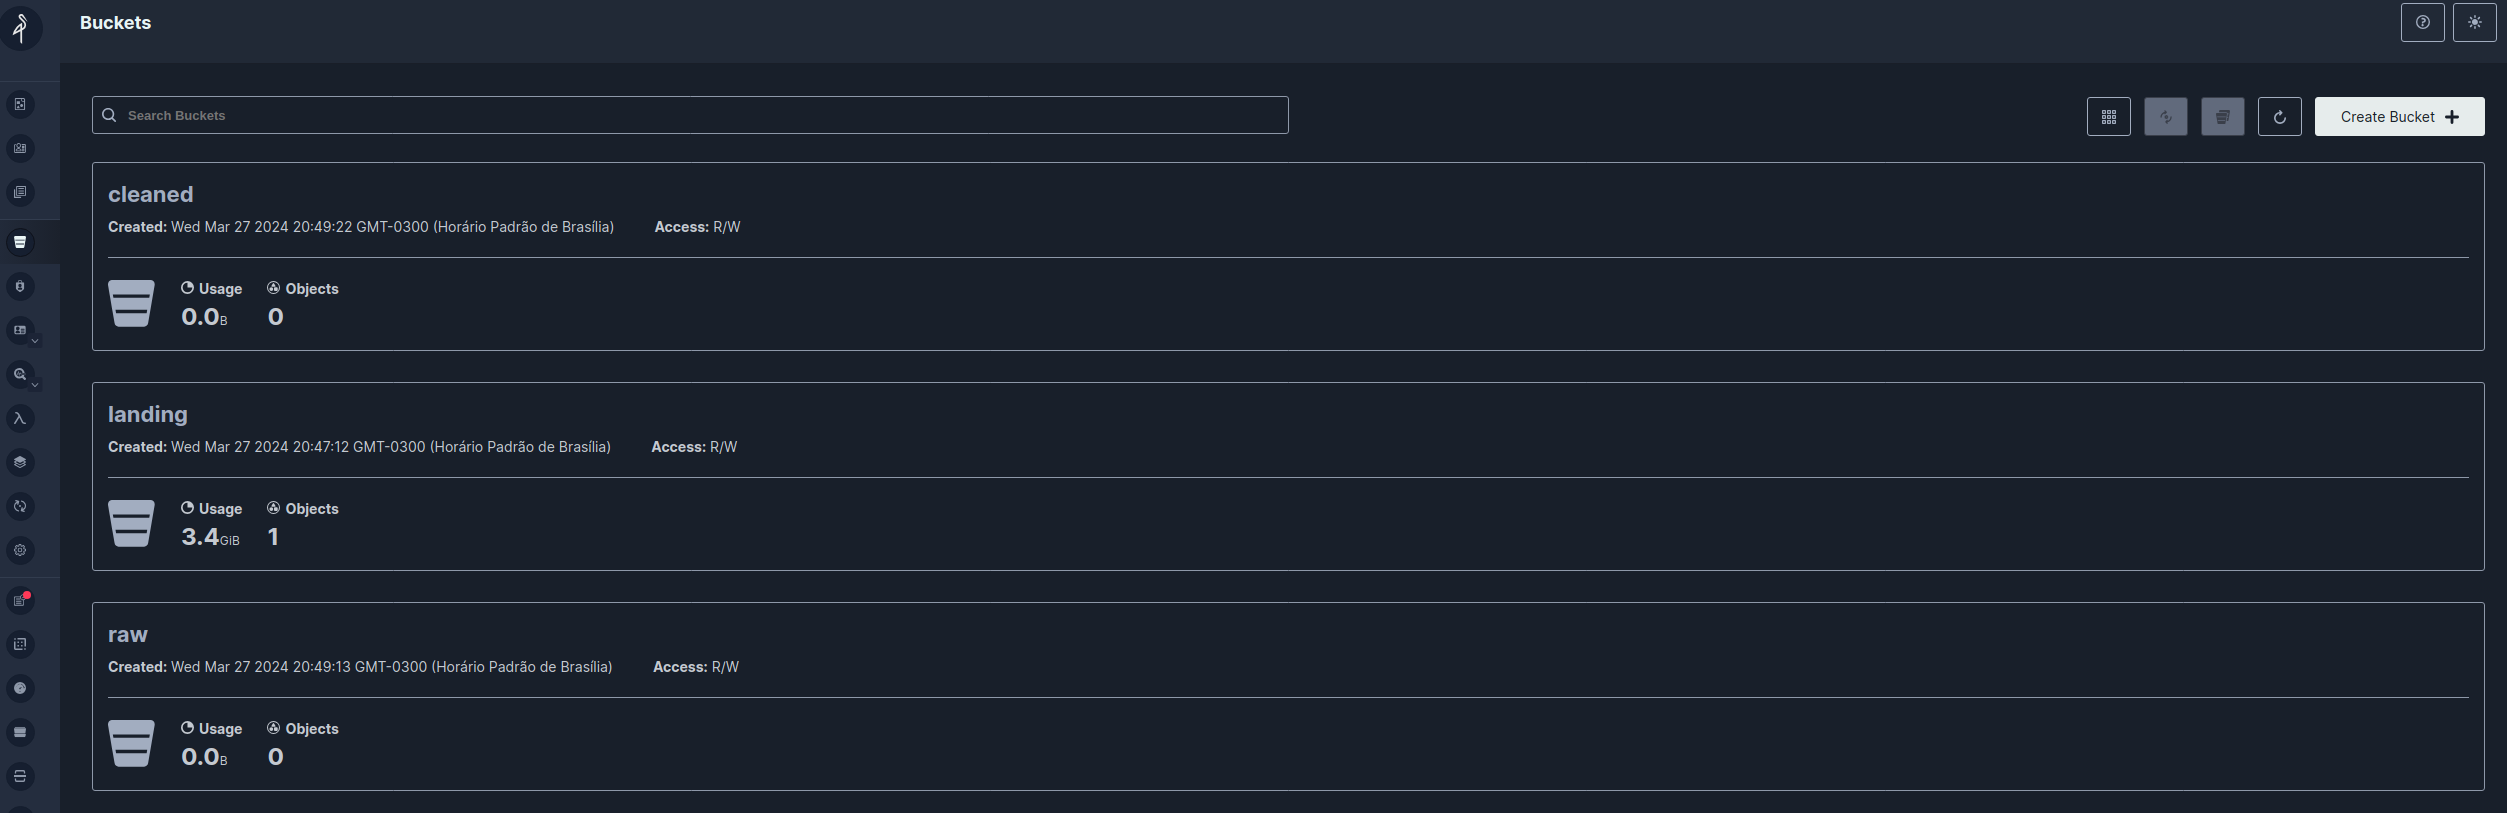 Buckets
Search Buckets
Create Bucket
cleaned
Created: Wed Mar 27 2024 20:49:22 GMT-0300 (Horário Padrão de Brasília) Access: R/W
Usage Objects
0.0B 0
landing
Created: Wed Mar 27 2024 20:47:12 GMT-0300 (Horário Padrão de Brasília) Access: R/W
Usage Objects
3.4GiB 1
raw
Created: Wed Mar 27 2024 20:49:13 GMT-0300 (Horário Padrão de Brasília) Access: R/W
Usage Objects
0.0B 0